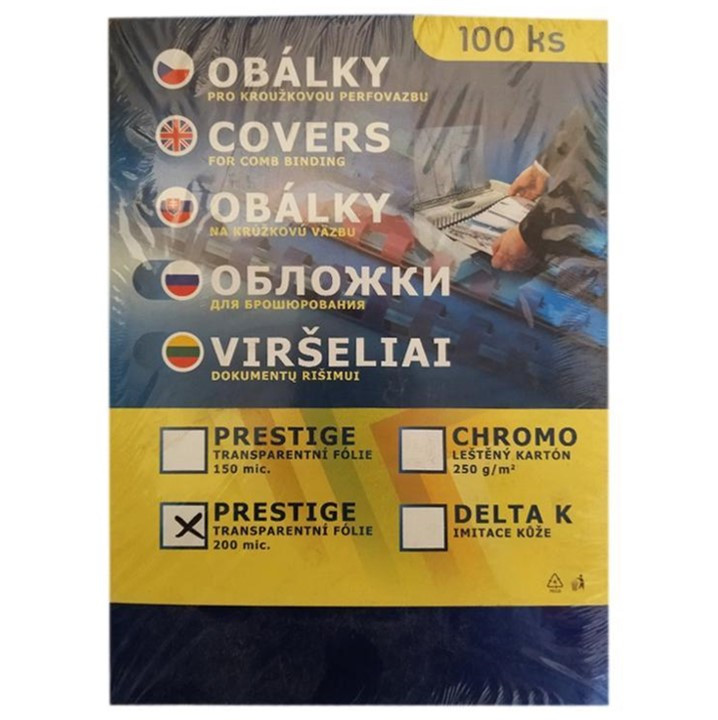 100 ks
OBÁLKY
PRO KROUŽKOVOU PERFOVAZBU
COVERS
FOR COMB BINDING
OBÁLKY
NA KRÚŽKOVÚ VÄZBU
ОБЛОЖКИ
ДЛЯ БРОШЮРОВАНИЯ
VIRŠELIAI
DOKUMENTŲ RIŠIMUI
PRESTIGE
TRANSPARENTNÍ FÓLIE
150 mic.
CHROMO
LEŠTĚNÝ KARTÓN
250 g/m²
PRESTIGE
TRANSPARENTNÍ FÓLIE
200 mic.
DELTA K
IMITACE KŮŽE